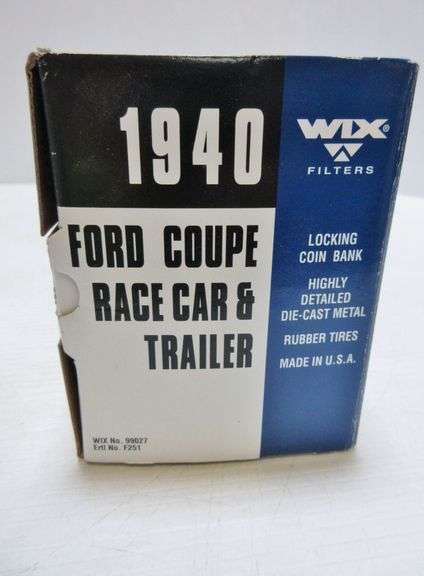 1940
FORD COUPE
RACE CAR &
TRAILER
WIX No. 99027
Ertl No. F251
WIX®
FILTERS
LOCKING
COIN BANK
HIGHLY
DETAILED
DIE-CAST METAL
RUBBER TIRES
MADE IN U.S.A.